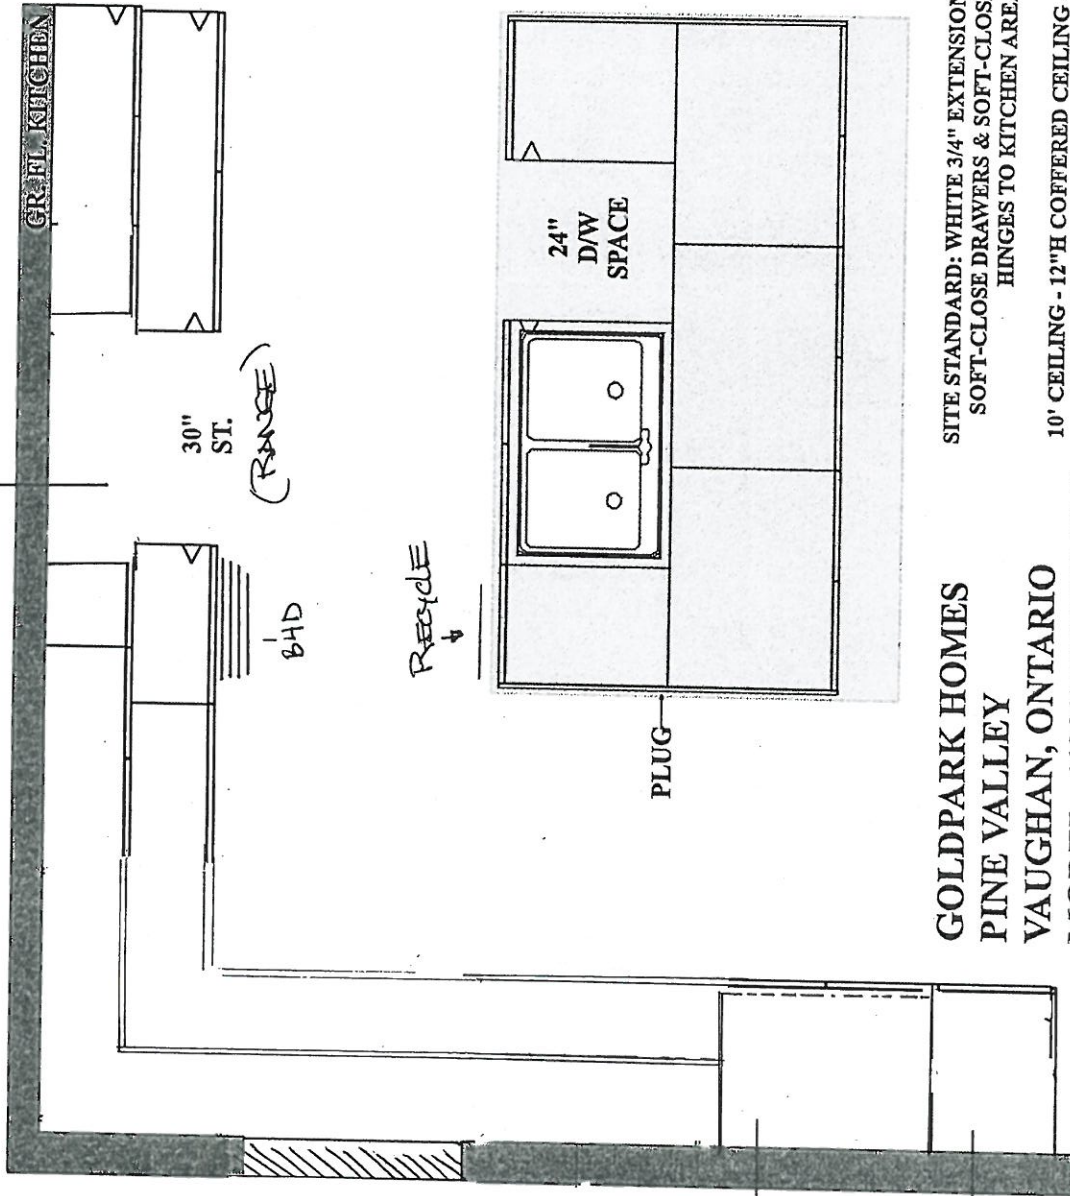 GR. FL. KITCHEN
30"
ST.
(RANGE)
B4D
RECYCLE
24"
D/W
SPACE
PLUG
SITE STANDARD: WHITE 3/4" EXTENSION
SOFT-CLOSE DRAWERS & SOFT-CLOS
HINGES TO KITCHEN AREA
10' CEILING - 12"H COFFERED CEILING
GOLDPARK HOMES
PINE VALLEY
VAUGHAN, ONTARIO